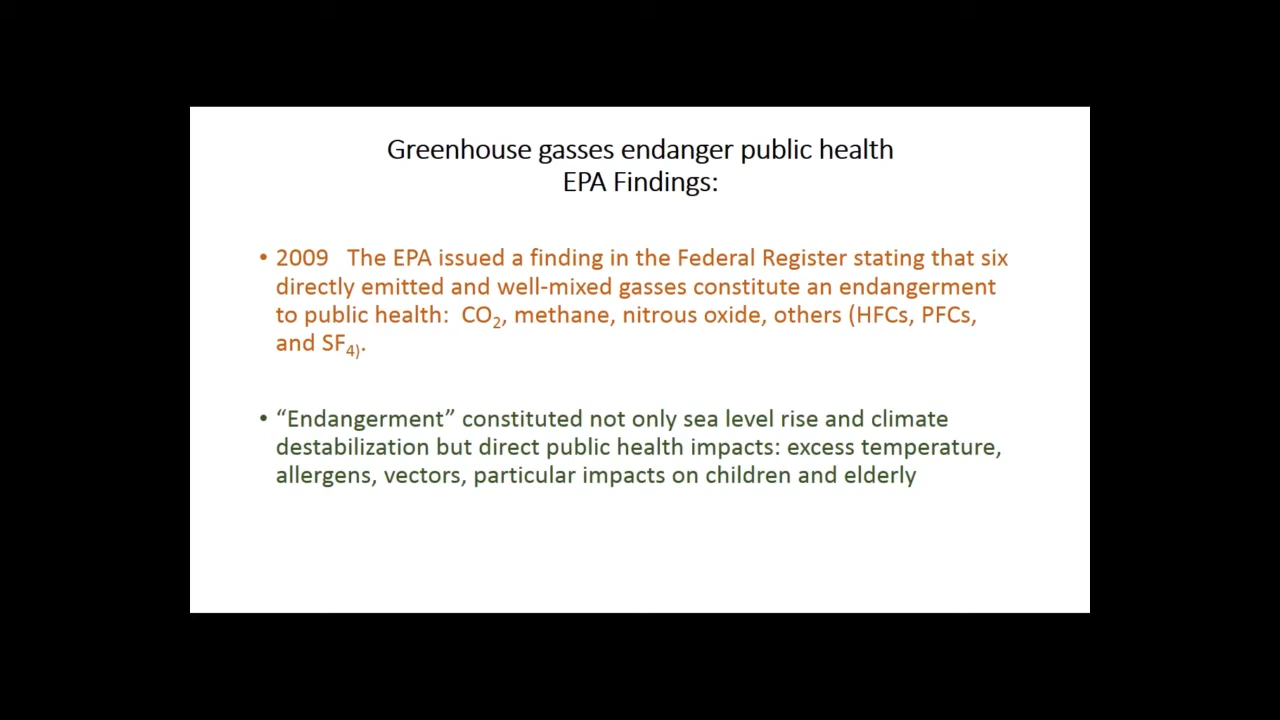 Greenhouse gasses endanger public health
EPA Findings:
• 2009 The EPA issued a finding in the Federal Register stating that six
directly emitted and well-mixed gasses constitute an endangerment
to public health: CO₂, methane, nitrous oxide, others (HFCs, PFCs,
and SF₄₎.
• “Endangerment” constituted not only sea level rise and climate
destabilization but direct public health impacts: excess temperature,
allergens, vectors, particular impacts on children and elderly